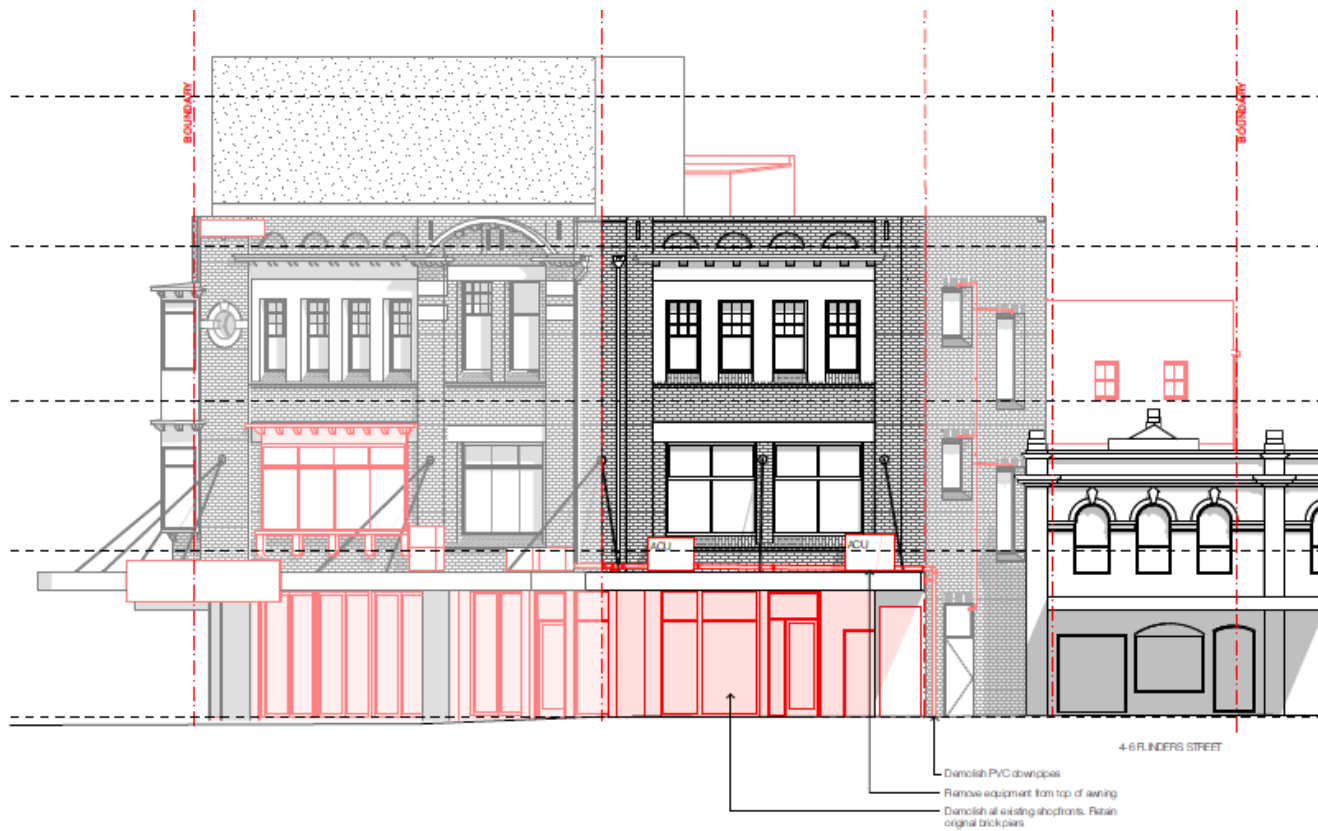 BOUNDARY
BOUNDARY
ACU
ACU
4-6 FLINDERS STREET
Demolish PVC downpipes
Remove equipment from top of awning
Demolish all existing shopfronts. Retain
original brick piers